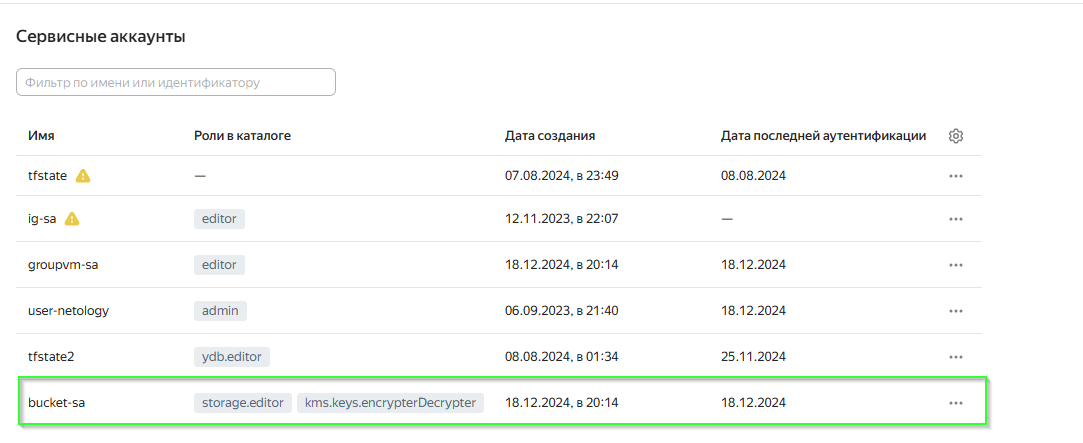 Сервисные аккаунты
Фильтр по имени или идентификатору
Имя Роли в каталоге Дата создания Дата последней аутентификации
tfstate — 07.08.2024, в 23:49 08.08.2024
ig-sa editor 12.11.2023, в 22:07 —
groupvm-sa editor 18.12.2024, в 20:14 18.12.2024
user-netology admin 06.09.2023, в 21:40 18.12.2024
tfstate2 ydb.editor 08.08.2024, в 01:34 25.11.2024
bucket-sa storage.editor kms.keys.encrypterDecrypter 18.12.2024, в 20:14 18.12.2024